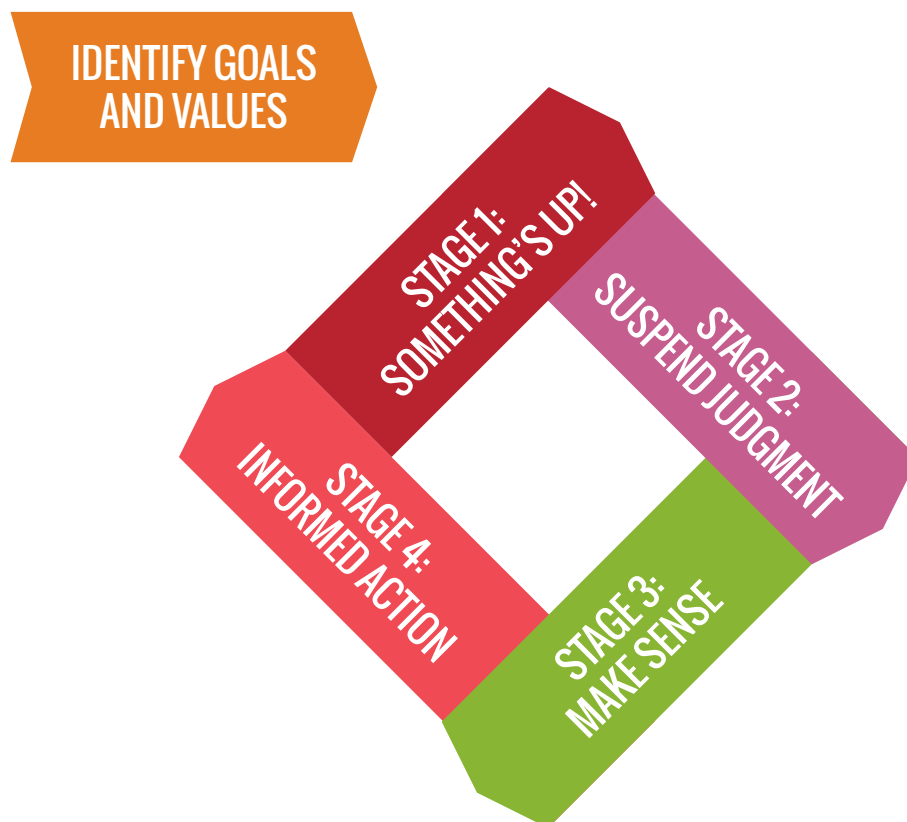 IDENTIFY GOALS
AND VALUES
STAGE 1:
SOMETHING'S UP!
STAGE 2:
SUSPEND JUDGMENT
STAGE 3:
MAKE SENSE
STAGE 4:
INFORMED ACTION